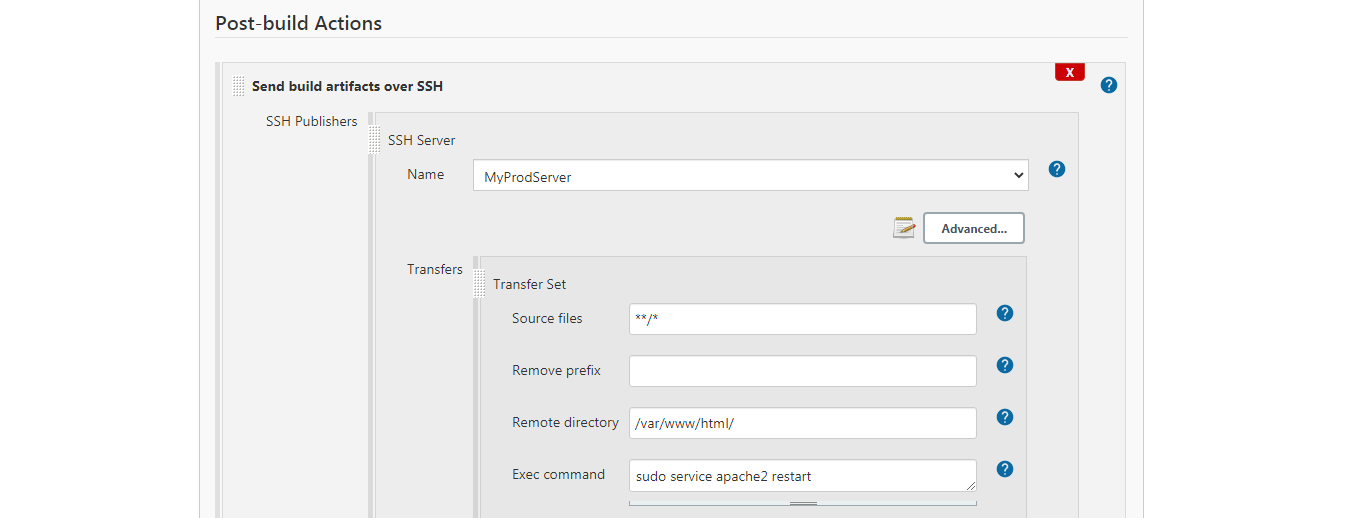 Post-build Actions
X
Send build artifacts over SSH
?
SSH Publishers
SSH Server
Name
MyProdServer
?
Advanced...
Transfers
Transfer Set
Source files
**/*
?
Remove prefix
?
Remote directory
/var/www/html/
?
Exec command
sudo service apache2 restart
?